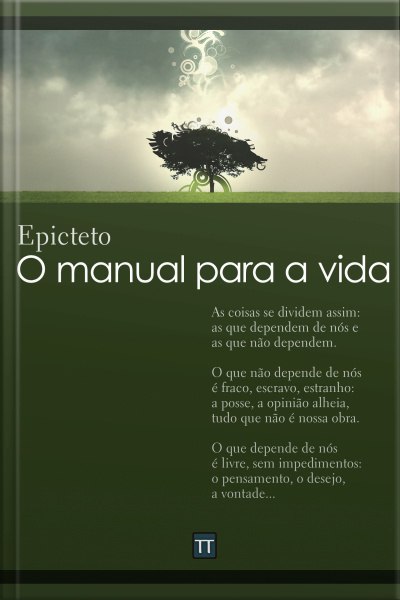 Epicteto
O manual para a vida
As coisas se dividem assim:
as que dependem de nós e
as que não dependem.
O que não depende de nós
é fraco, escravo, estranho:
a posse, a opinião alheia,
tudo que não é nossa obra.
O que depende de nós
é livre, sem impedimentos:
o pensamento, o desejo,
a vontade...
TT